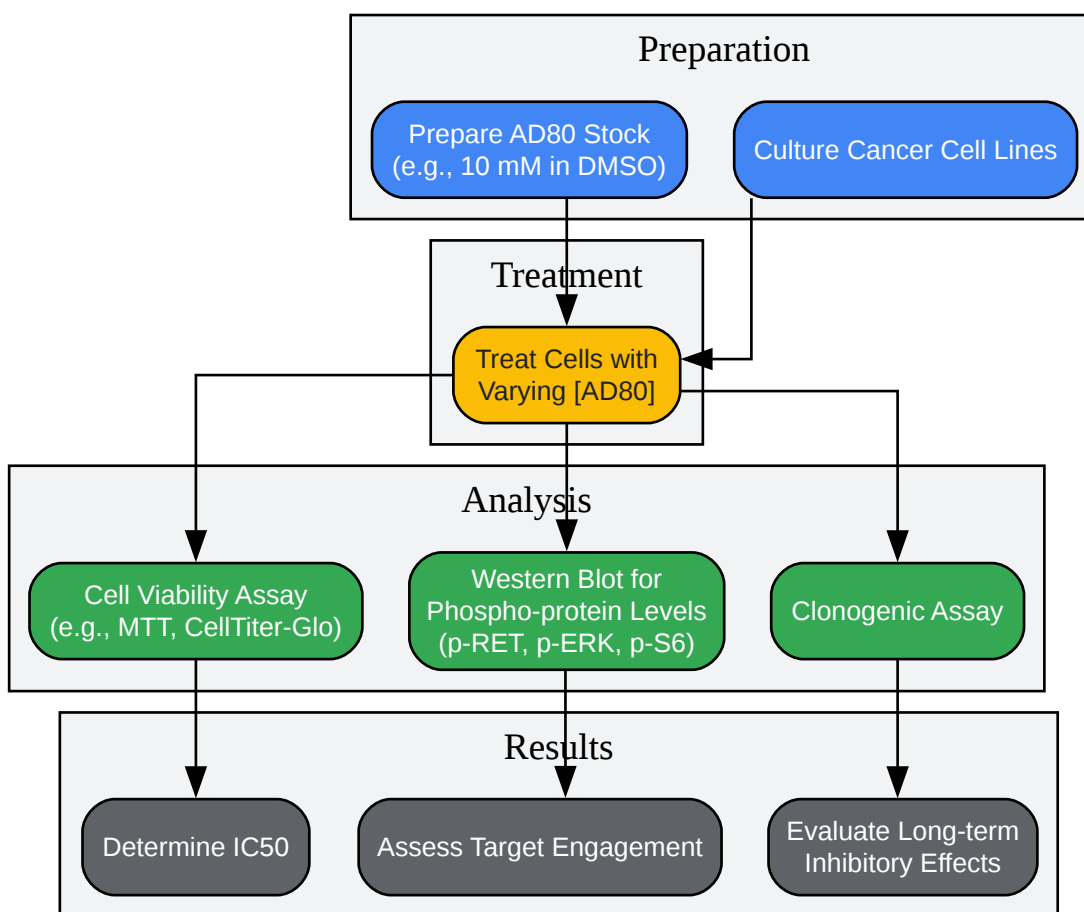 Preparation
Prepare AD80 Stock
(e.g., 10 mM in DMSO)
Culture Cancer Cell Lines
Treatment
Treat Cells with
Varying [AD80]
Analysis
Cell Viability Assay
(e.g., MTT, CellTiter-Glo)
Western Blot for
Phospho-protein Levels
(p-RET, p-ERK, p-S6)
Clonogenic Assay
Results
Determine IC50
Assess Target Engagement
Evaluate Long-term
Inhibitory Effects